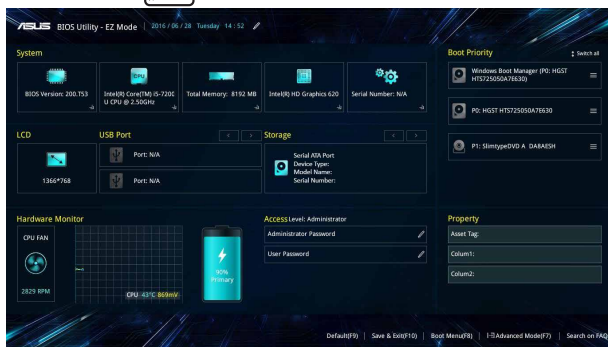 ASUS BIOS Utility - EZ Mode 2016/06/28 Tuesday 14:52
System
BIOS Version: 200.T53
CPU
Intel(R) Core(TM) i5-7200
U CPU @ 2.50GHz
Total Memory: 8192 MB
Intel(R) HD Graphics 620
Serial Number: N/A
Boot Priority
Switch all
Windows Boot Manager (P0: HGST
HTS725050A7E630)
P0: HGST HTS725050A7E630
P1: SlimtypeDVD A DA8AESH
LCD
1366*768
USB Port
Port: N/A
Port: N/A
Storage
Serial ATA Port
Device Type:
Model Name:
Serial Number:
Hardware Monitor
CPU FAN
2829 RPM
CPU 43°C 869mV
90%
Primary
Access Level: Administrator
Administrator Password
User Password
Property
Asset Tag:
Colum1:
Colum2:
Default(F9) | Save & Exit(F10) | Boot Menu(F8) | Advanced Mode(F7) | Search on FAQ